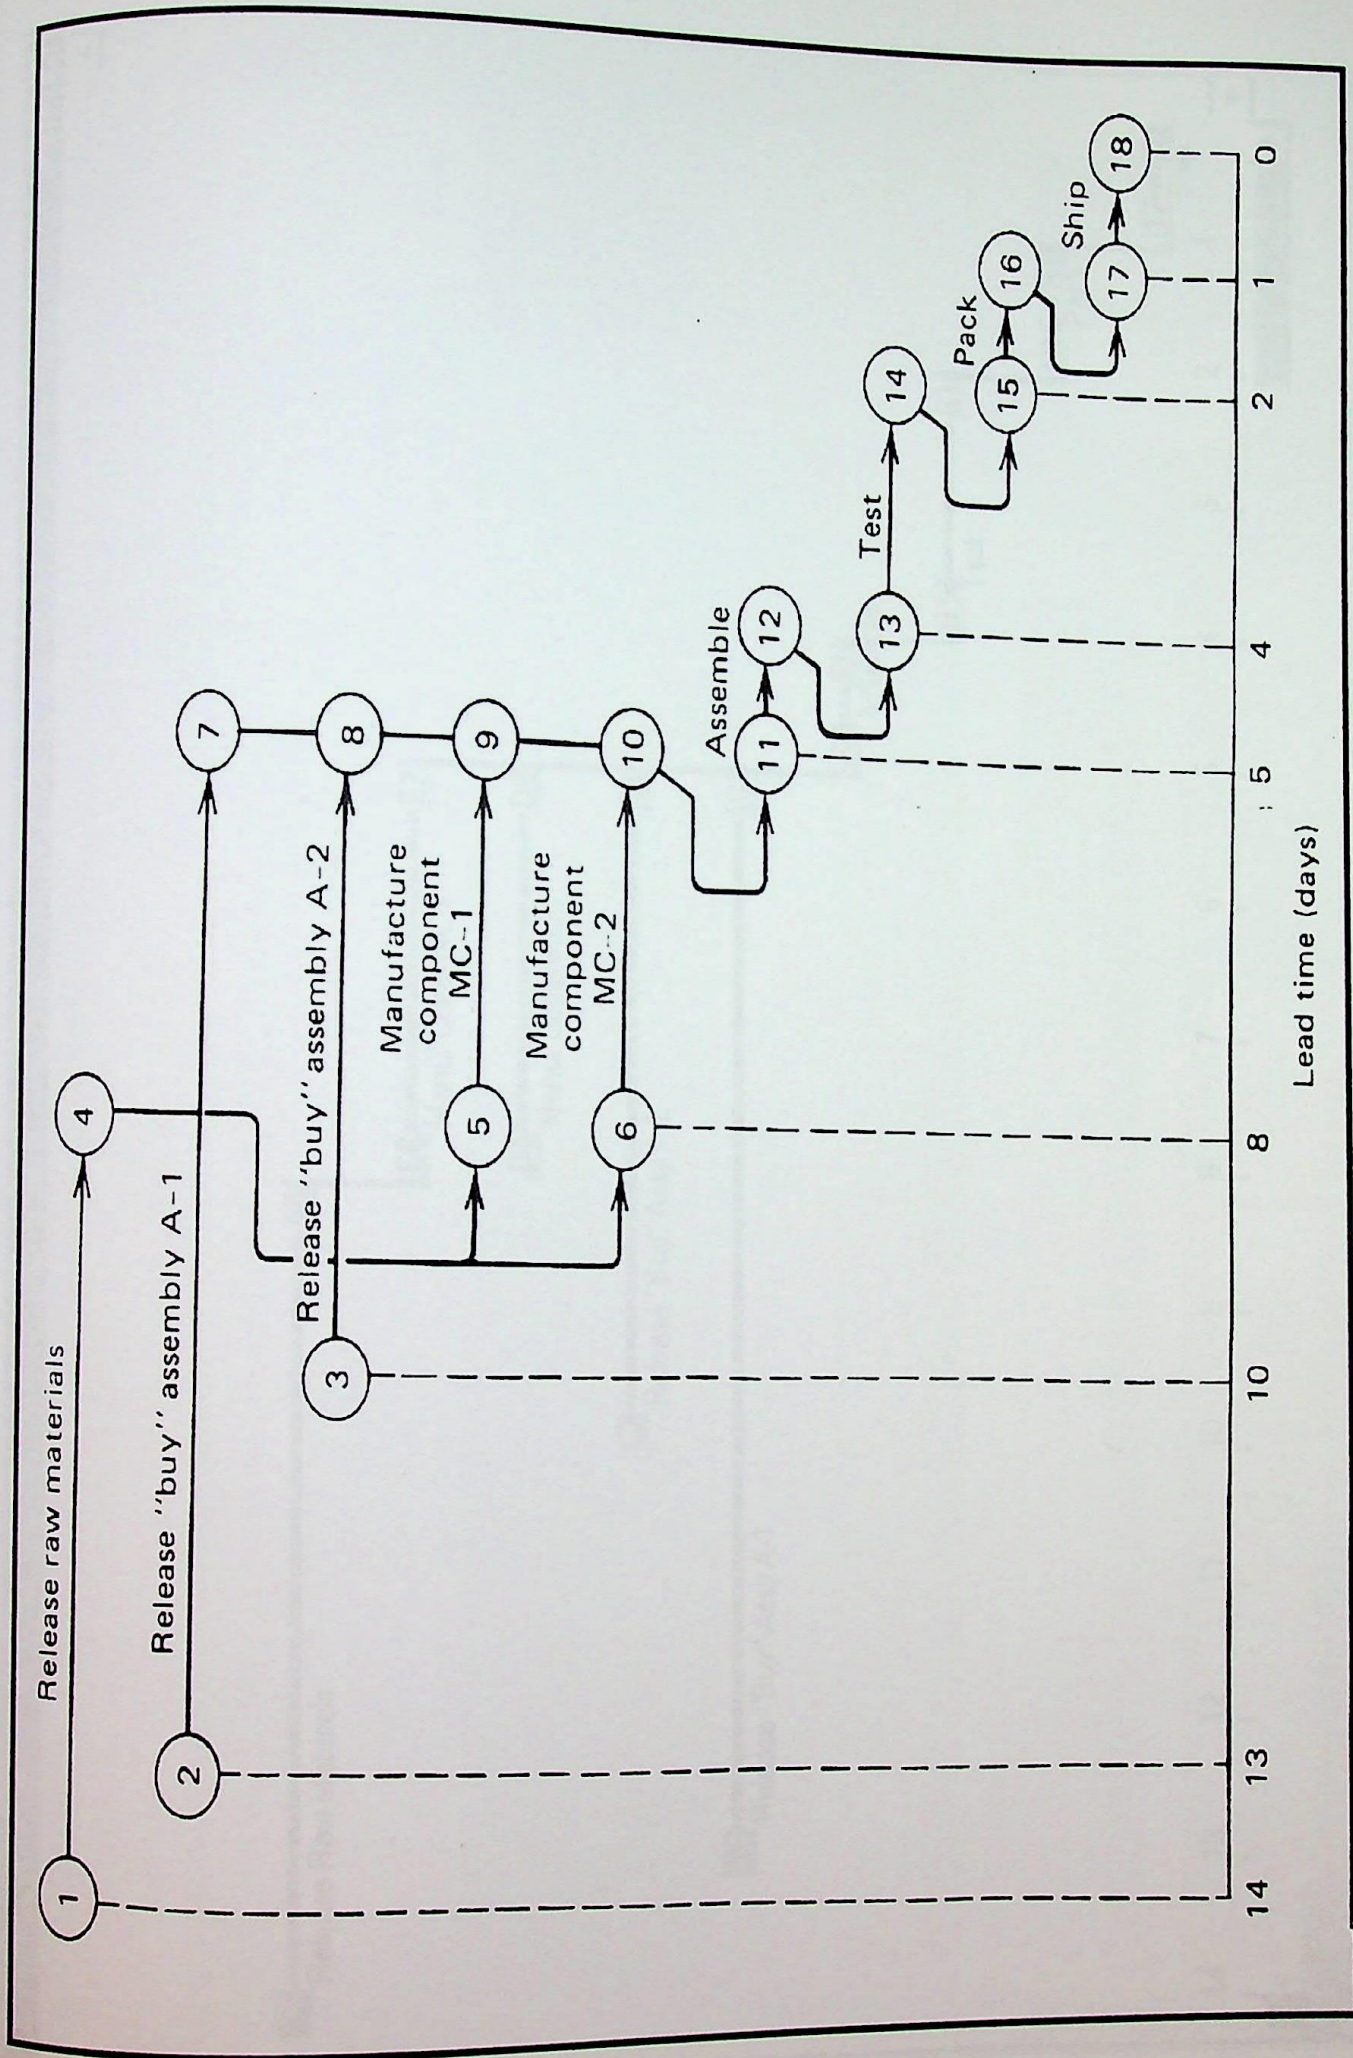 Release raw materials
1
4
Release "buy" assembly A-1
2
7
Release "buy" assembly A-2
3
8
Manufacture
component
MC-1
5
9
Manufacture
component
MC-2
6
10
Assemble
11
12
Test
13
14
Pack
15
16
Ship
17
18
14 13 10 8 5 4 2 1 0
Lead time (days)